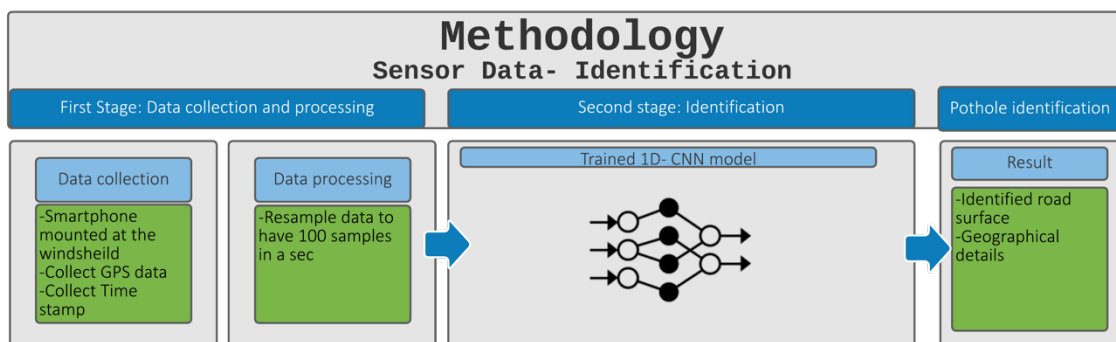 Methodology
Sensor Data- Identification
First Stage: Data collection and processing
Second stage: Identification
Pothole identification
Data collection
-Smartphone
mounted at the
windsheild
-Collect GPS data
-Collect Time
stamp
Data processing
-Resample data to
have 100 samples
in a sec
Trained 1D- CNN model
Result
-Identified road
surface
-Geographical
details